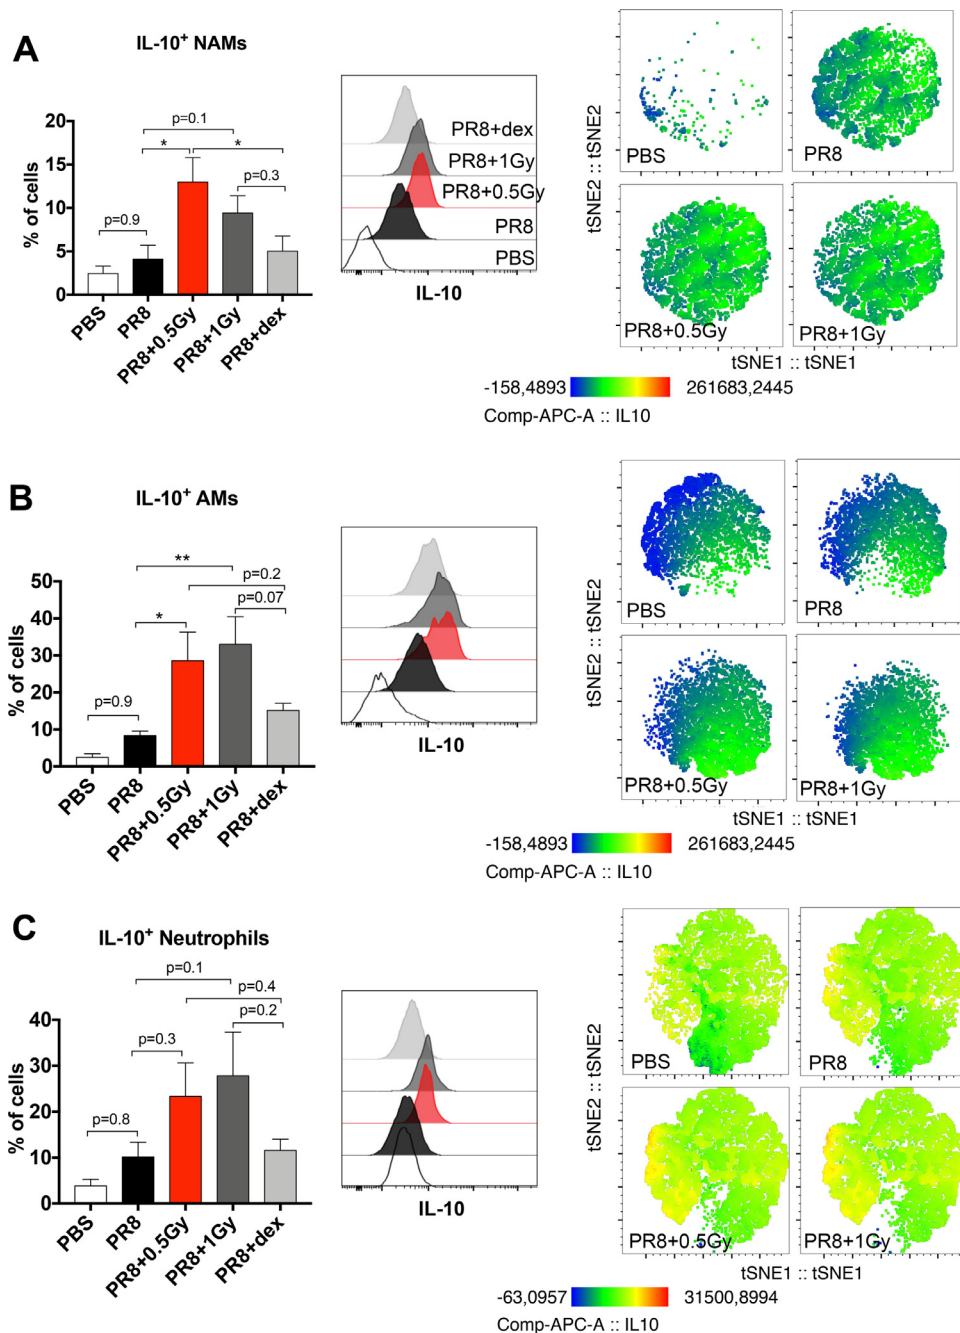 A
IL-10⁺ NAMs
% of cells
20
15
10
5
0
p=0.1
*
*
p=0.3
p=0.9
PBS
PR8
PR8+0.5Gy
PR8+1Gy
PR8+dex
PR8+dex
PR8+1Gy
PR8+0.5Gy
PR8
PBS
IL-10
tSNE2 :: tSNE2
PBS
PR8
PR8+0.5Gy
PR8+1Gy
tSNE1 :: tSNE1
-158,4893
261683,2445
Comp-APC-A :: IL10
B
IL-10⁺ AMs
% of cells
50
40
30
20
10
0
**
p=0.2
p=0.07
*
p=0.9
PBS
PR8
PR8+0.5Gy
PR8+1Gy
PR8+dex
IL-10
tSNE2 :: tSNE2
PBS
PR8
PR8+0.5Gy
PR8+1Gy
tSNE1 :: tSNE1
-158,4893
261683,2445
Comp-APC-A :: IL10
C
IL-10⁺ Neutrophils
% of cells
40
30
20
10
0
p=0.1
p=0.4
p=0.2
p=0.3
p=0.8
PBS
PR8
PR8+0.5Gy
PR8+1Gy
PR8+dex
IL-10
tSNE2 :: tSNE2
PBS
PR8
PR8+0.5Gy
PR8+1Gy
tSNE1 :: tSNE1
-63,0957
31500,8994
Comp-APC-A :: IL10